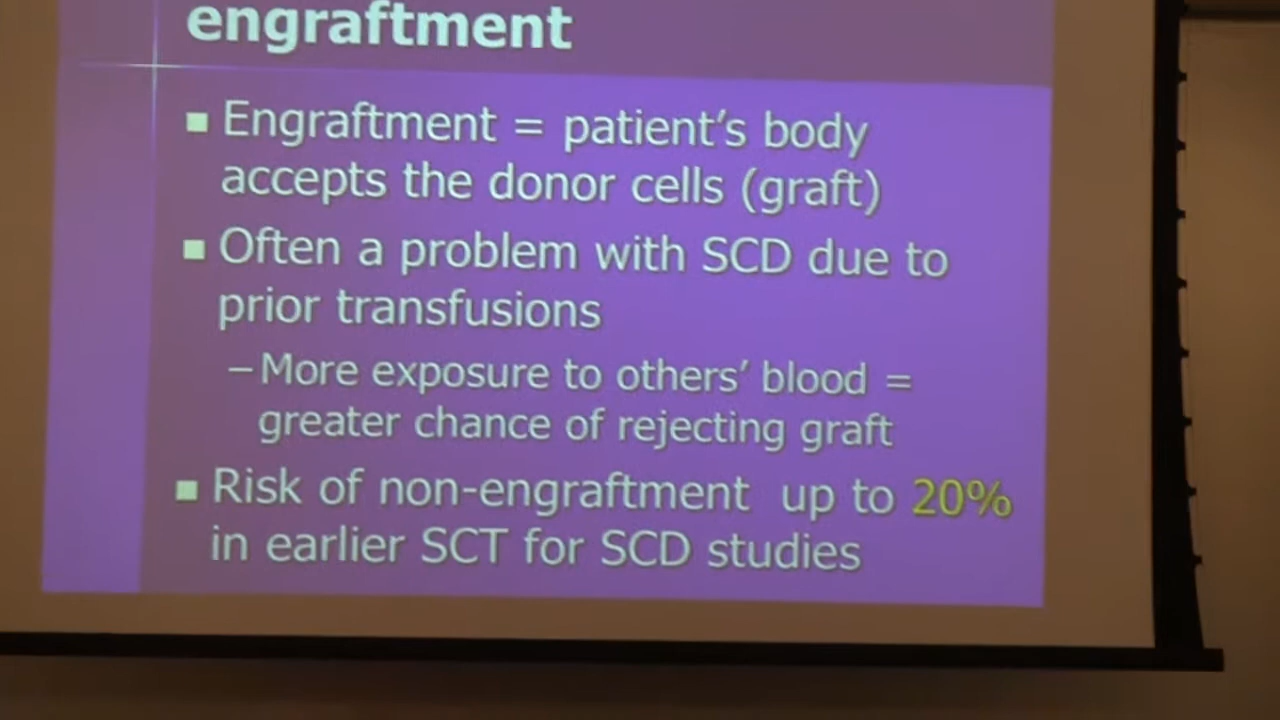 engraftment
■ Engraftment = patient's body
accepts the donor cells (graft)
■ Often a problem with SCD due to
prior transfusions
– More exposure to others' blood =
greater chance of rejecting graft
■ Risk of non-engraftment up to 20%
in earlier SCT for SCD studies